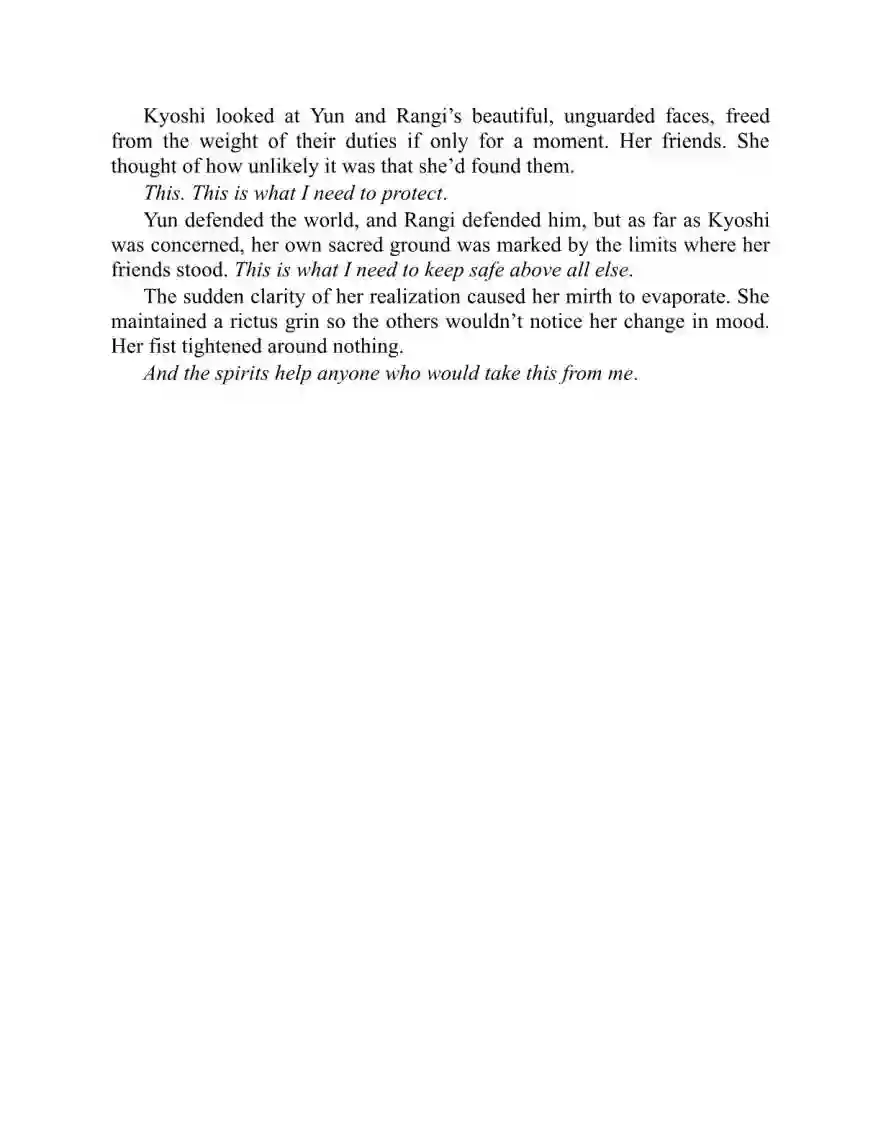 Kyoshi looked at Yun and Rangi’s beautiful, unguarded faces, freed
from the weight of their duties if only for a moment. Her friends. She
thought of how unlikely it was that she’d found them.
This. This is what I need to protect.
Yun defended the world, and Rangi defended him, but as far as Kyoshi
was concerned, her own sacred ground was marked by the limits where her
friends stood. This is what I need to keep safe above all else.
The sudden clarity of her realization caused her mirth to evaporate. She
maintained a rictus grin so the others wouldn’t notice her change in mood.
Her fist tightened around nothing.
And the spirits help anyone who would take this from me.